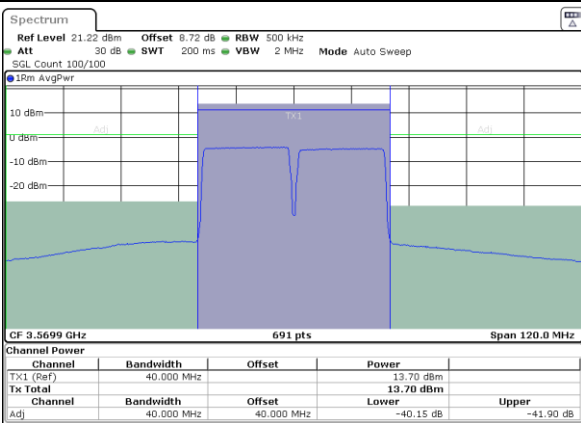 Spectrum
Ref Level 21.22 dBm Offset 8.72 dB RBW 500 kHz
Att 30 dB SWT 200 ms VBW 2 MHz Mode Auto Sweep
SGL Count 100/100
1Rm AvgPwr
10 dBm
TX1
Adj Adj
0 dBm
-10 dBm
-20 dBm
CF 3.5699 GHz 691 pts Span 120.0 MHz
Channel Power
Channel Bandwidth Offset Power
TX1 (Ref) 40.000 MHz 13.70 dBm
Tx Total 13.70 dBm
Channel Bandwidth Offset Lower Upper
Adj 40.000 MHz 40.000 MHz -40.15 dB -41.90 dB